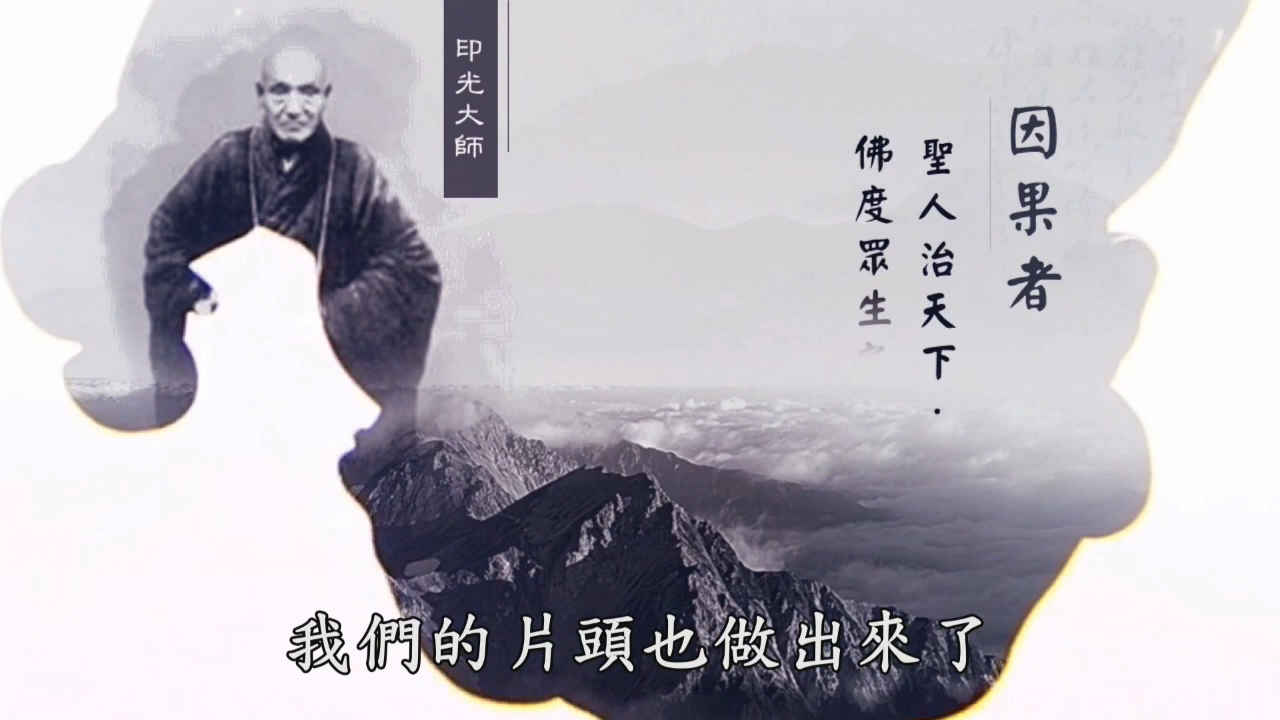 因果者
聖人治天下·
佛度眾生
印光大師
我們的片頭也做出來了